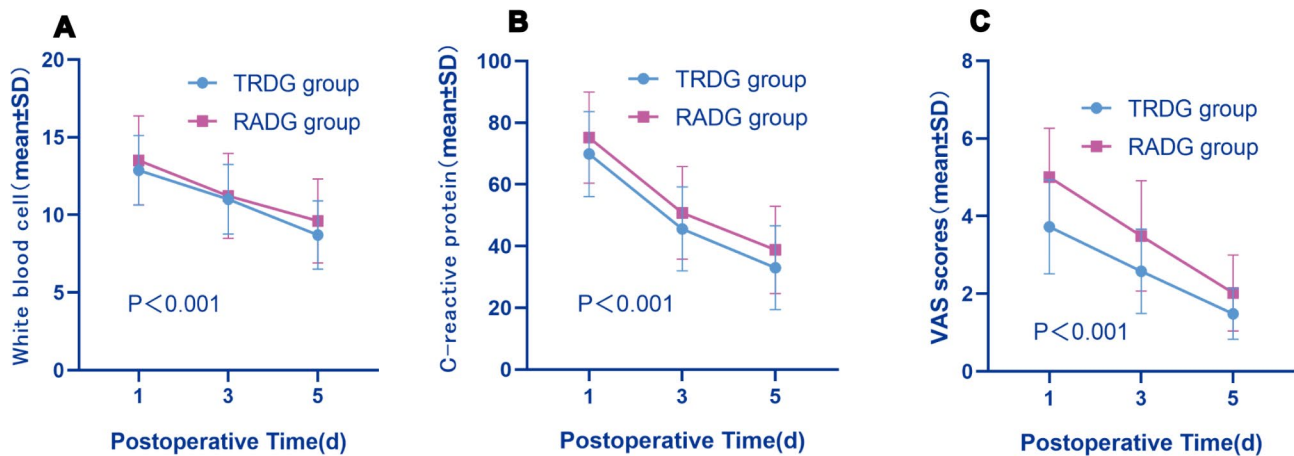 A
White blood cell(mean±SD)
20
15
10
5
0
TRDG group
RADG group
P＜0.001
1 3 5
Postoperative Time(d)
B
C-reactive protein(mean±SD)
100
80
60
40
20
0
TRDG group
RADG group
P＜0.001
1 3 5
Postoperative Time(d)
C
VAS scores(mean±SD)
8
6
4
2
0
TRDG group
RADG group
P＜0.001
1 3 5
Postoperative Time(d)